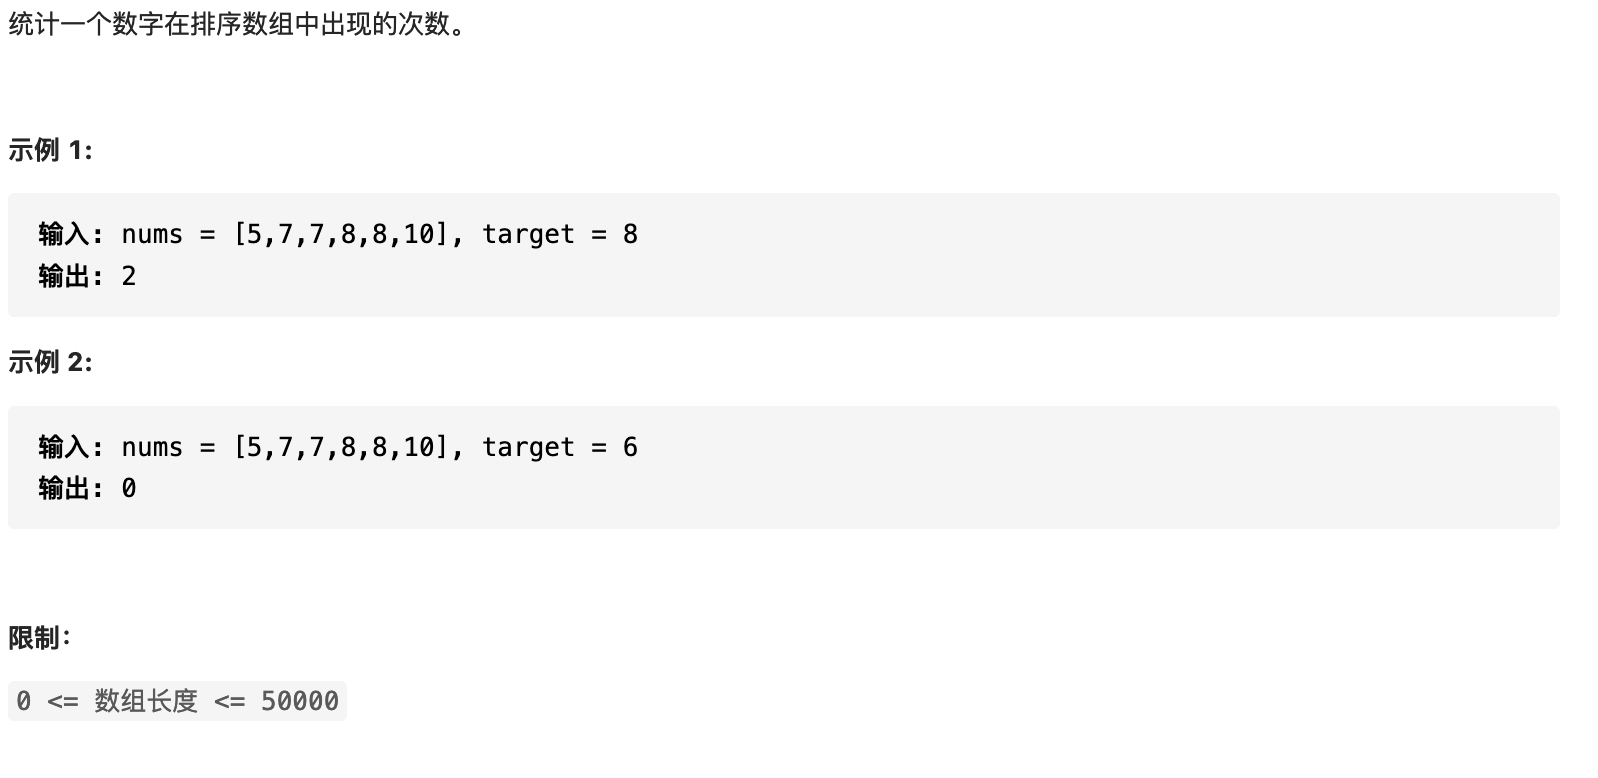 统计一个数字在排序数组中出现的次数。
示例 1:
输入: nums = [5,7,7,8,8,10], target = 8
输出: 2
示例 2:
输入: nums = [5,7,7,8,8,10], target = 6
输出: 0
限制：
0 <= 数组长度 <= 50000